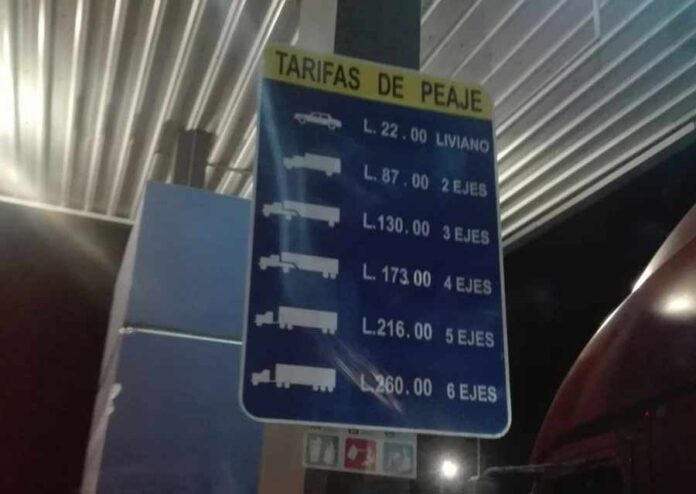 TARIFAS DE PEAJE
L. 22.00 LIVIANO
L. 87.00 2 EJES
L.130.00 3 EJES
L. 173.00 4 EJES
L.216.00 5 EJES
L.260.00 6 EJES